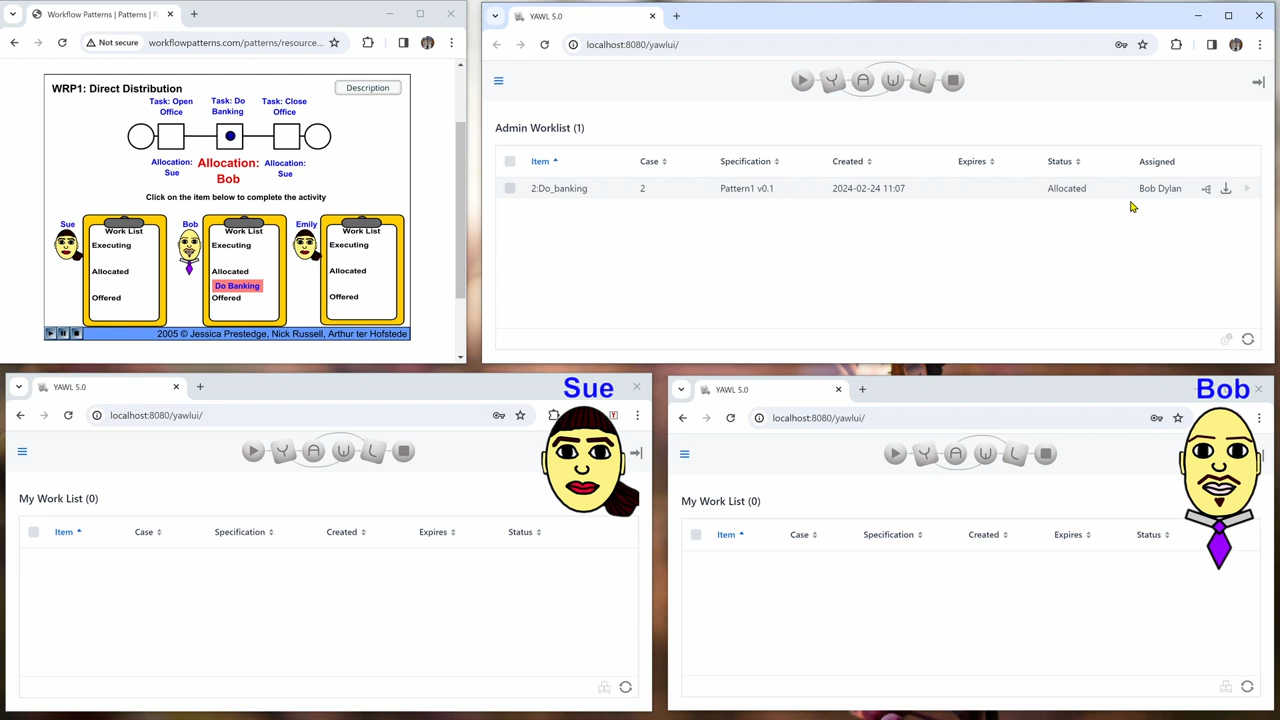 Workflow Patterns | Patterns | R
Not secure
workflowpatterns.com/patterns/resource...
WRP1: Direct Distribution
Description
Task: Open Office
Task: Do Banking
Task: Close Office
Allocation: Sue
Allocation: Bob
Allocation: Sue
Click on the item below to complete the activity
Sue
Work List
Executing
Allocated
Offered
Bob
Work List
Executing
Allocated
Do Banking
Offered
Emily
Work List
Executing
Allocated
Offered
2005 © Jessica Prestedge, Nick Russell, Arthur ter Hofstede
YAWL 5.0
localhost:8080/yawlui/
Y A W L
Admin Worklist (1)
Item Case Specification Created Expires Status Assigned
2:Do_banking 2 Pattern1 v0.1 2024-02-24 11:07 Allocated Bob Dylan
YAWL 5.0
Sue
localhost:8080/yawlui/
Y A W L
My Work List (0)
Item Case Specification Created Expires Status
YAWL 5.0
Bob
localhost:8080/yawlui/
Y A W L
My Work List (0)
Item Case Specification Created Expires Status